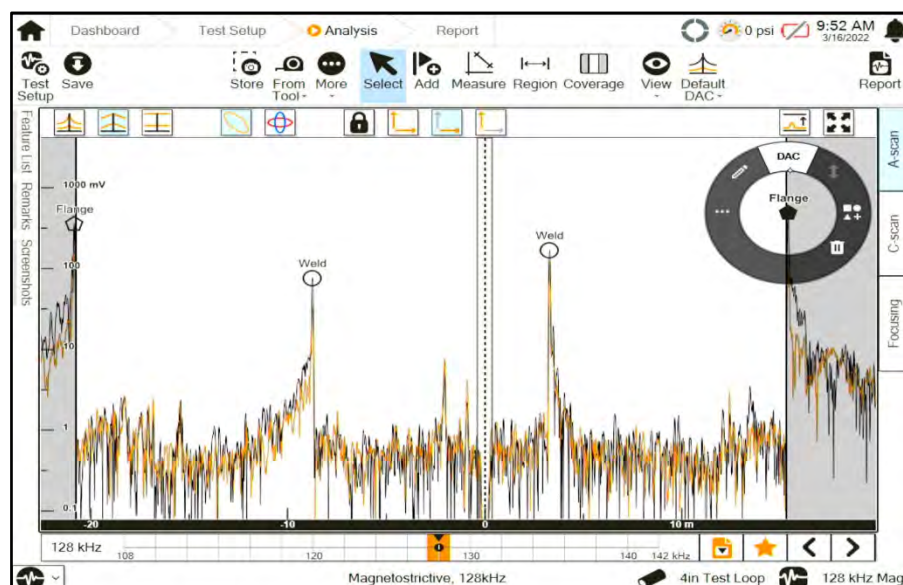 Dashboard Test Setup Analysis Report 0 psi 9:52 AM
3/16/2022
Test Setup Save Store From Tool More Select Add Measure Region Coverage View Default DAC Report
Feature List Remarks Screenshots
A-scan
C-scan
Focusing
1000 mV
100
10
1
0.1
Flange
Weld
Weld
DAC
Flange
-20 -10 0 10 m
128 kHz 108 120 130 140 142 kHz
Magnetostrictive, 128kHz 4in Test Loop 128 kHz Mag